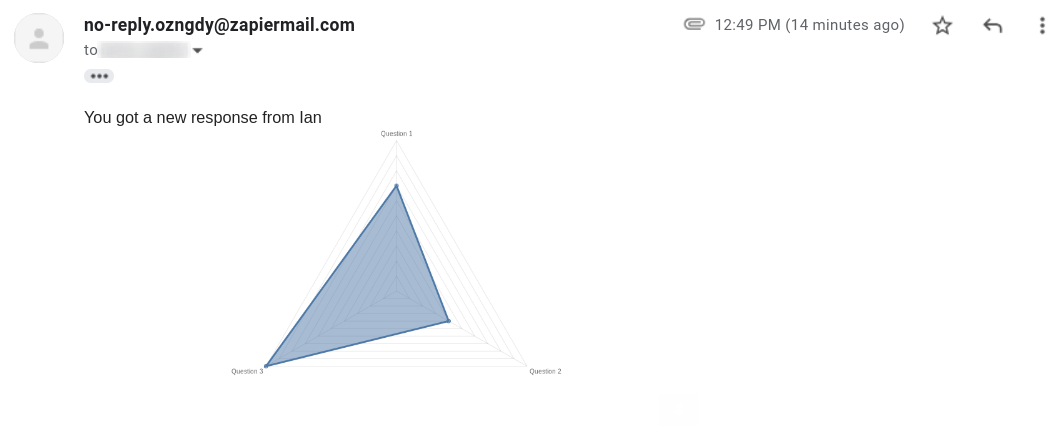 no-reply.ozngdy@zapiermail.com
12:49 PM (14 minutes ago)
to
You got a new response from Ian
Question 1
Question 3
Question 2